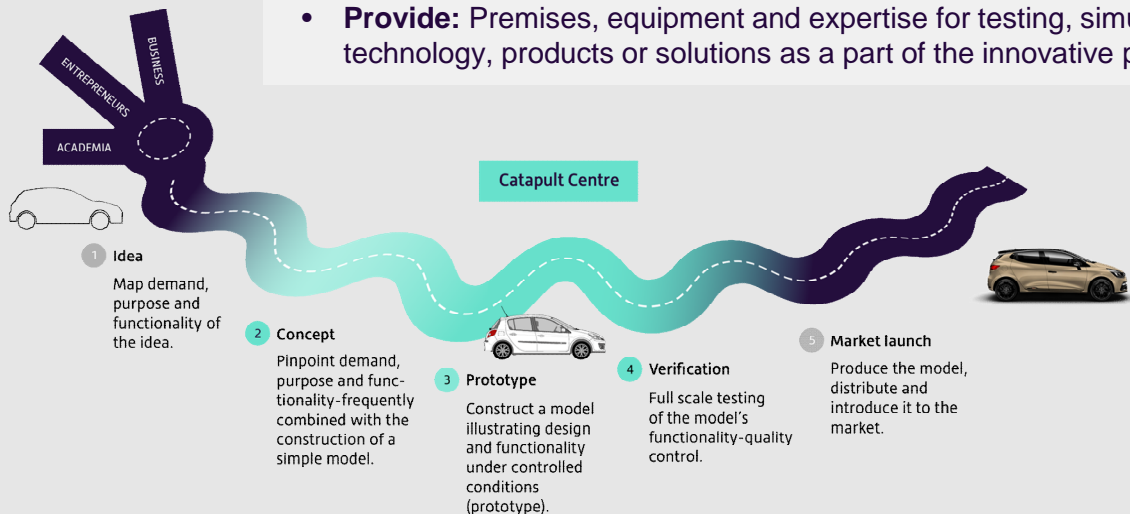 • Provide: Premises, equipment and expertise for testing, simu
technology, products or solutions as a part of the innovative p
BUSINESS
ENTREPRENEURS
ACADEMIA
Catapult Centre
1 Idea
Map demand,
purpose and
functionality of
the idea.
2 Concept
Pinpoint demand,
purpose and func-
tionality-frequently
combined with the
construction of a
simple model.
3 Prototype
Construct a model
illustrating design
and functionality
under controlled
conditions
(prototype).
4 Verification
Full scale testing
of the model's
functionality-quality
control.
5 Market launch
Produce the model,
distribute and
introduce it to the
market.